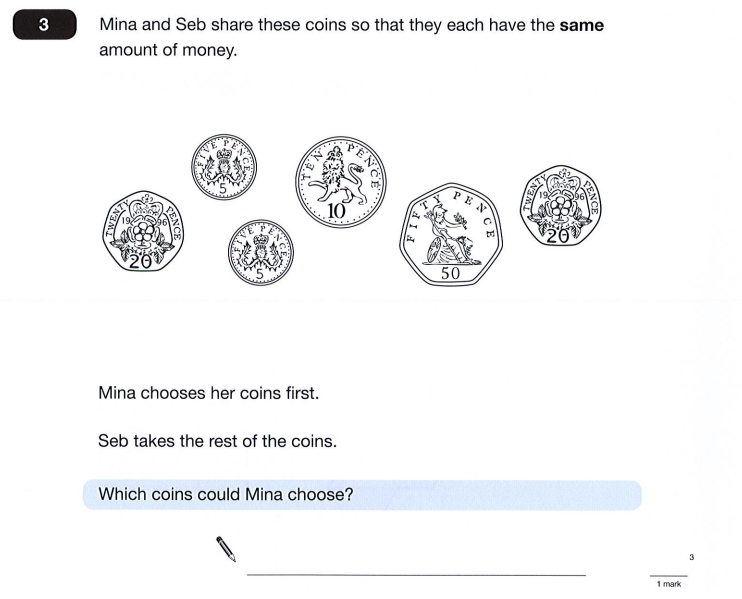 3
Mina and Seb share these coins so that they each have the same
amount of money.
FIVE PENCE
5
TEN PENCE
10
TWENTY PENCE
1996
20
TWENTY PENCE
1996
20
FIVE PENCE
5
FIFTY PENCE
50
Mina chooses her coins first.
Seb takes the rest of the coins.
Which coins could Mina choose?
3
1 mark